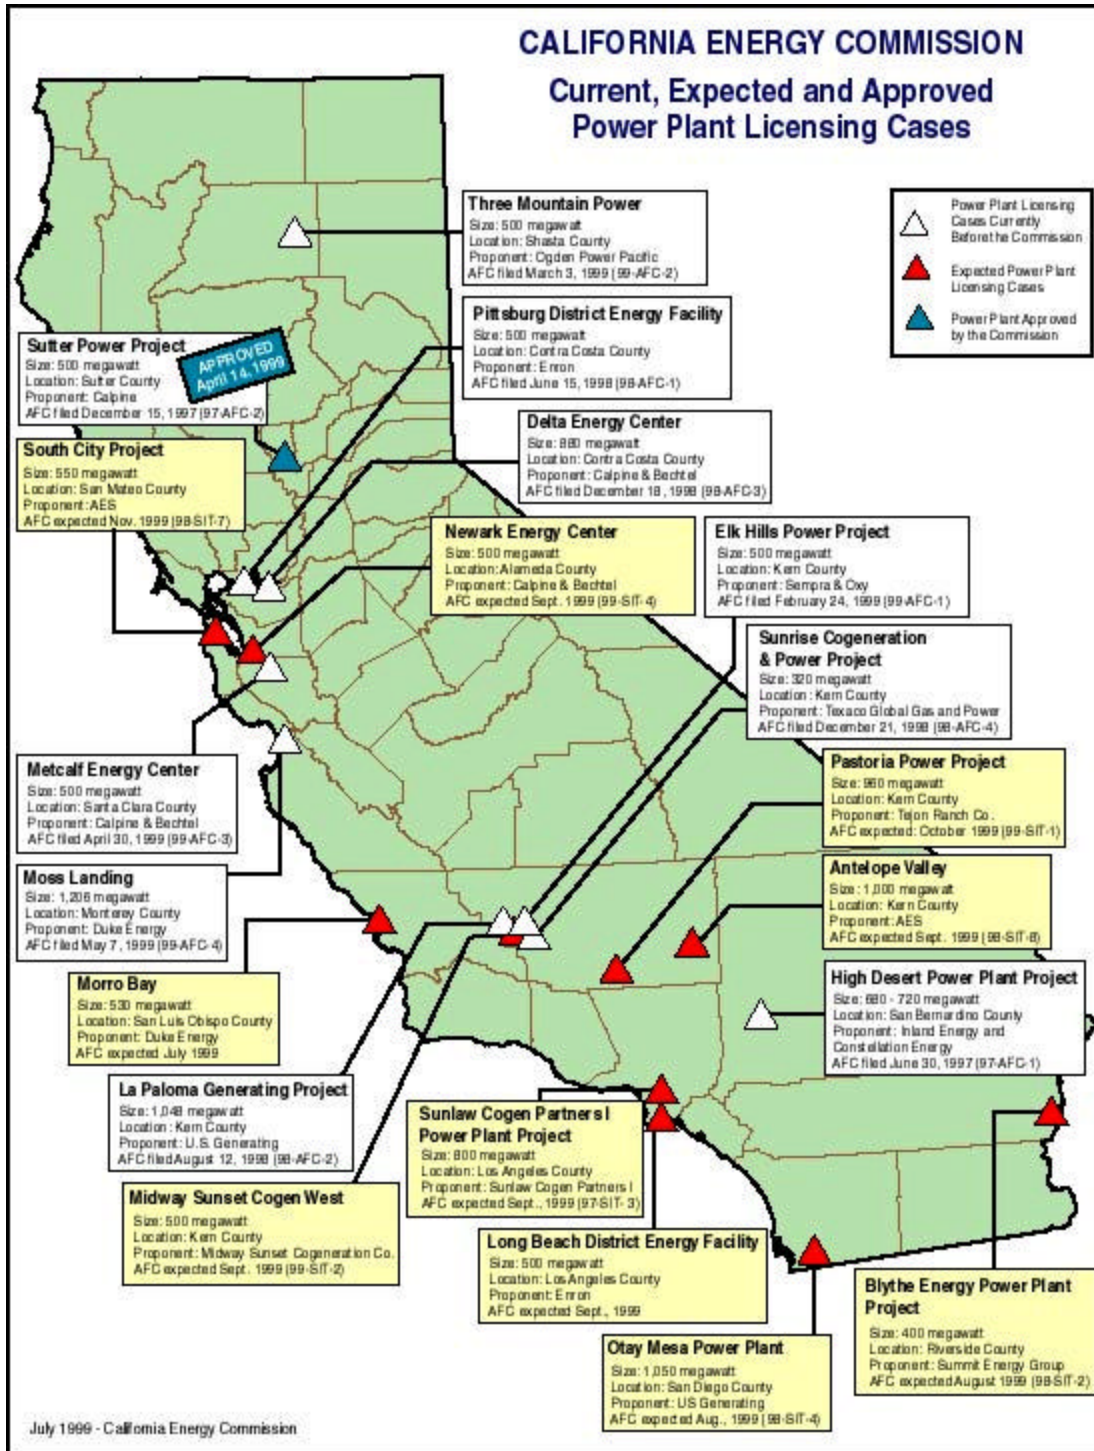 CALIFORNIA ENERGY COMMISSION
Current, Expected and Approved
Power Plant Licensing Cases
Power Plant Licensing
Cases Currently
Before the Commission
Expected Power Plant
Licensing Cases
Power Plant Approved
by the Commission
Three Mountain Power
Size: 500 megawatt
Location: Shasta County
Proponent: Ogden Power Pacific
AFC filed March 3, 1999 (99-AFC-2)
Pittsburg District Energy Facility
Size: 500 megawatt
Location: Contra Costa County
Proponent: Enron
AFC filed June 15, 1998 (98-AFC-1)
Sutter Power Project
Size: 500 megawatt
Location: Sutter County
Proponent: Calpine
AFC filed December 15, 1997 (97-AFC-2)
APPROVED
April 14, 1999
Delta Energy Center
Size: 880 megawatt
Location: Contra Costa County
Proponent: Calpine & Bechtel
AFC filed December 18, 1998 (98-AFC-3)
South City Project
Size: 550 megawatt
Location: San Mateo County
Proponent: AES
AFC expected Nov. 1999 (98-SIT-7)
Newark Energy Center
Size: 500 megawatt
Location: Alameda County
Proponent: Calpine & Bechtel
AFC expected Sept. 1999 (99-SIT-4)
Elk Hills Power Project
Size: 500 megawatt
Location: Kern County
Proponent: Sempra & Oxy
AFC filed February 24, 1999 (99-AFC-1)
Sunrise Cogeneration
& Power Project
Size: 320 megawatt
Location: Kern County
Proponent: Texaco Global Gas and Power
AFC filed December 21, 1998 (98-AFC-4)
Metcalf Energy Center
Size: 500 megawatt
Location: Santa Clara County
Proponent: Calpine & Bechtel
AFC filed April 30, 1999 (99-AFC-3)
Pastoria Power Project
Size: 960 megawatt
Location: Kern County
Proponent: Tejon Ranch Co.
AFC expected: October 1999 (99-SIT-1)
Moss Landing
Size: 1,206 megawatt
Location: Monterey County
Proponent: Duke Energy
AFC filed May 7, 1999 (99-AFC-4)
Antelope Valley
Size: 1,000 megawatt
Location: Kern County
Proponent: AES
AFC expected Sept. 1999 (98-SIT-8)
Morro Bay
Size: 530 megawatt
Location: San Luis Obispo County
Proponent: Duke Energy
AFC expected July 1999
High Desert Power Plant Project
Size: 680 - 720 megawatt
Location: San Bernardino County
Proponent: Inland Energy and
Constellation Energy
AFC filed June 30, 1997 (97-AFC-1)
La Paloma Generating Project
Size: 1,048 megawatt
Location: Kern County
Proponent: U.S. Generating
AFC filed August 12, 1998 (98-AFC-2)
Sunlaw Cogen Partners I
Power Plant Project
Size: 800 megawatt
Location: Los Angeles County
Proponent: Sunlaw Cogen Partners I
AFC expected Sept., 1999 (97-SIT- 3)
Midway Sunset Cogen West
Size: 500 megawatt
Location: Kern County
Proponent: Midway Sunset Cogeneration Co.
AFC expected Sept. 1999 (99-SIT-2)
Long Beach District Energy Facility
Size: 500 megawatt
Location: Los Angeles County
Proponent: Enron
AFC expected Sept., 1999
Blythe Energy Power Plant
Project
Size: 400 megawatt
Location: Riverside County
Proponent: Summit Energy Group
AFC expected August 1999 (98-SIT-2)
Otay Mesa Power Plant
Size: 1,050 megawatt
Location: San Diego County
Proponent: US Generating
AFC expected Aug., 1999 (98-SIT-4)
July 1999 - California Energy Commission